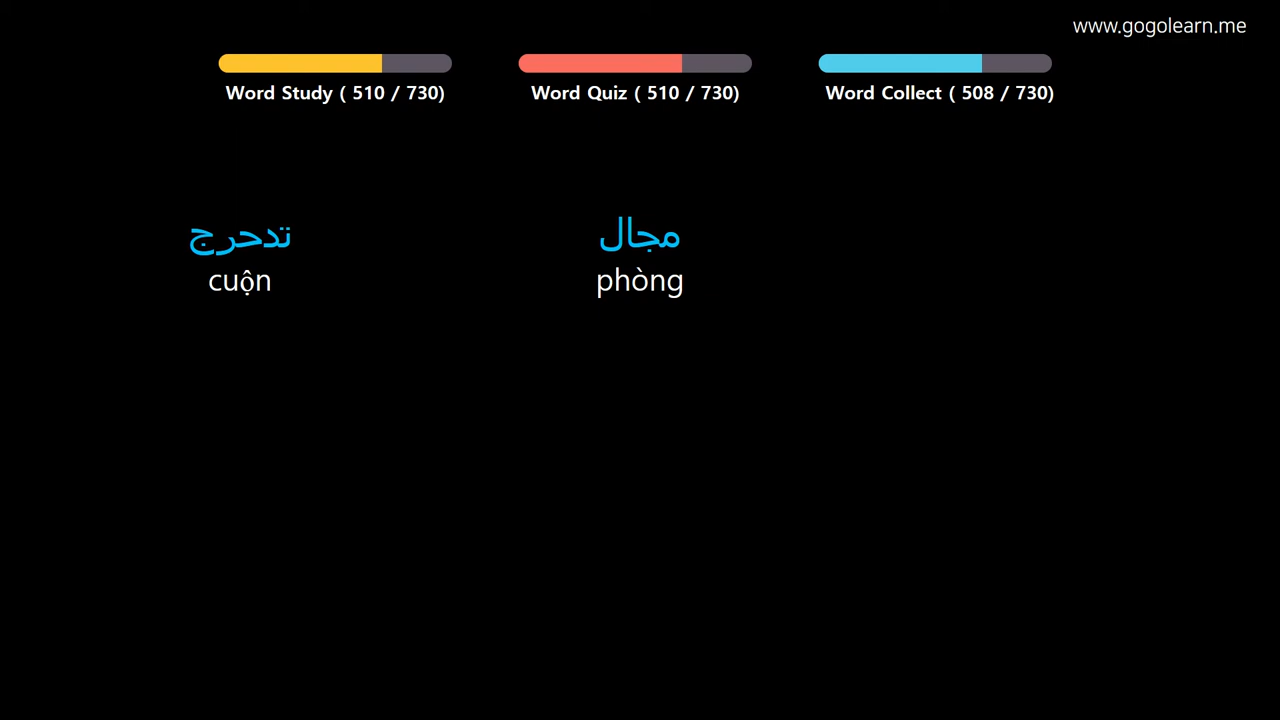 www.gogolearn.me
Word Study ( 510 / 730)
Word Quiz ( 510 / 730)
Word Collect ( 508 / 730)
تدحرج
cuộn
مجال
phòng